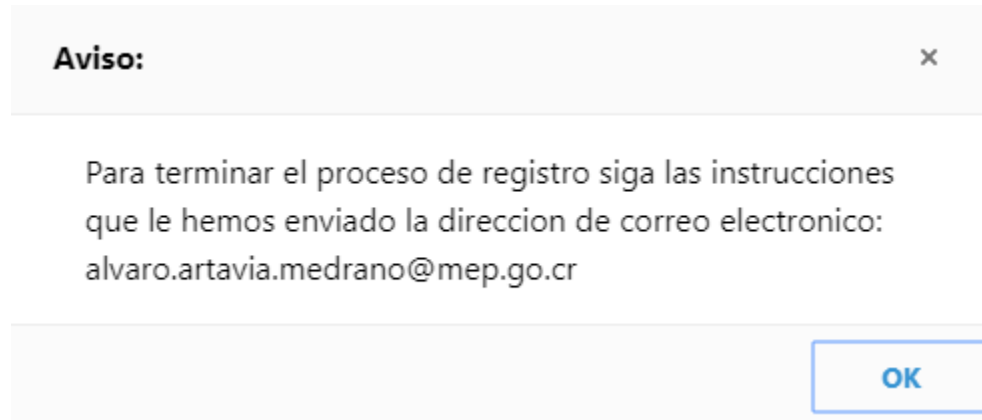 Aviso:
×
Para terminar el proceso de registro siga las instrucciones
que le hemos enviado la direccion de correo electronico:
alvaro.artavia.medrano@mep.go.cr
OK